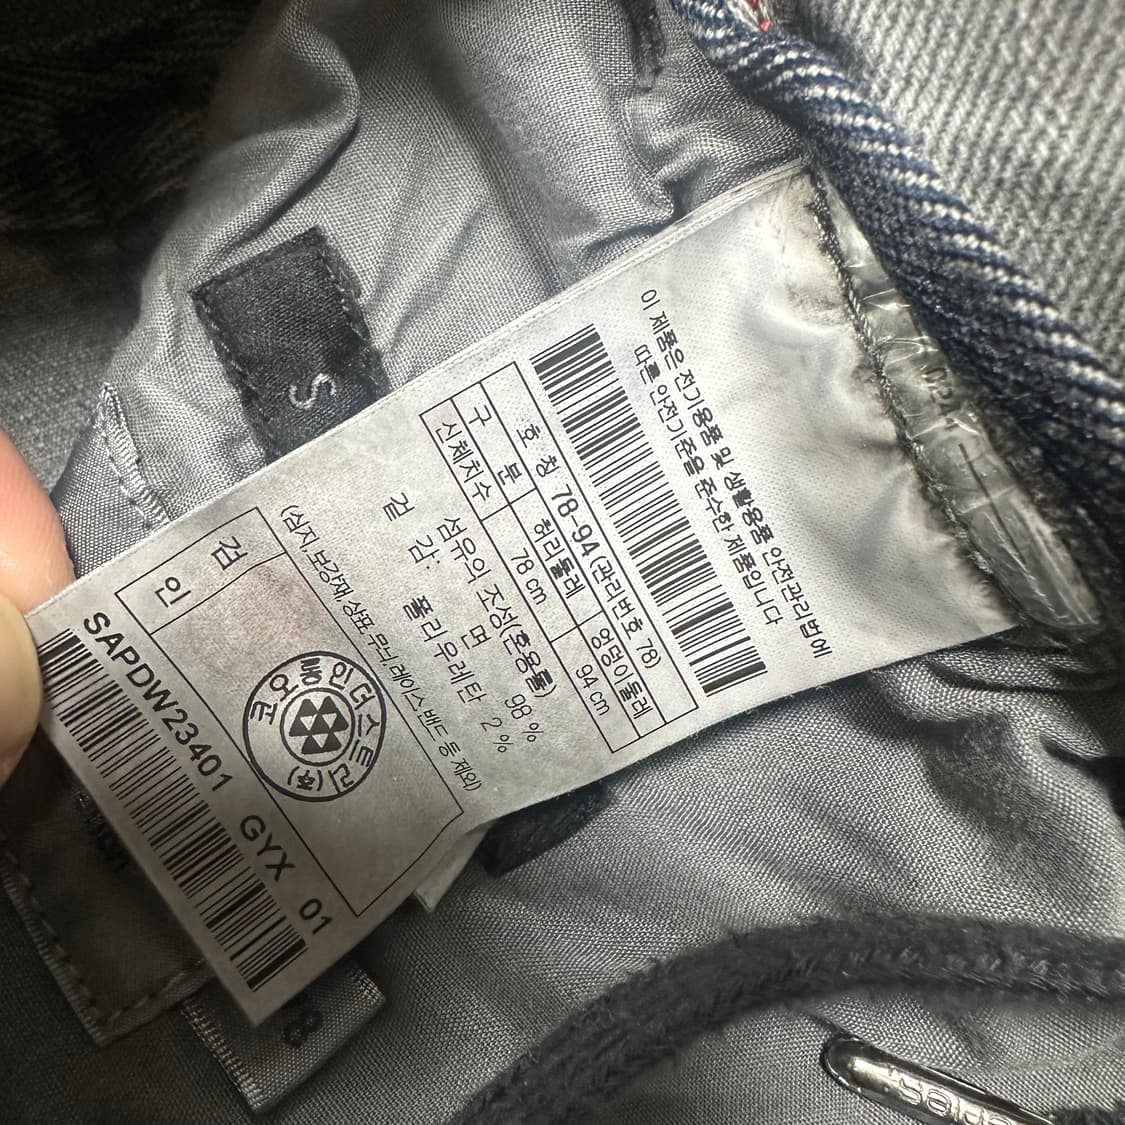 이 제품은 전기용품 및 생활용품 안전관리법에
따른 안전기준을 준수한 제품입니다
호 칭 78-94(관리번호 78)
구 분 허리둘레 엉덩이둘레
신체치수 78 cm 94 cm
섬유의 조성(혼용률)
겉 감: 면 98 %
폴리우레탄 2 %
(심지, 보강재, 상표, 무늬, 레이스, 밴드 등 제외)
검
인
인더스트리(주)
SAPDW23401 GYX 01
S